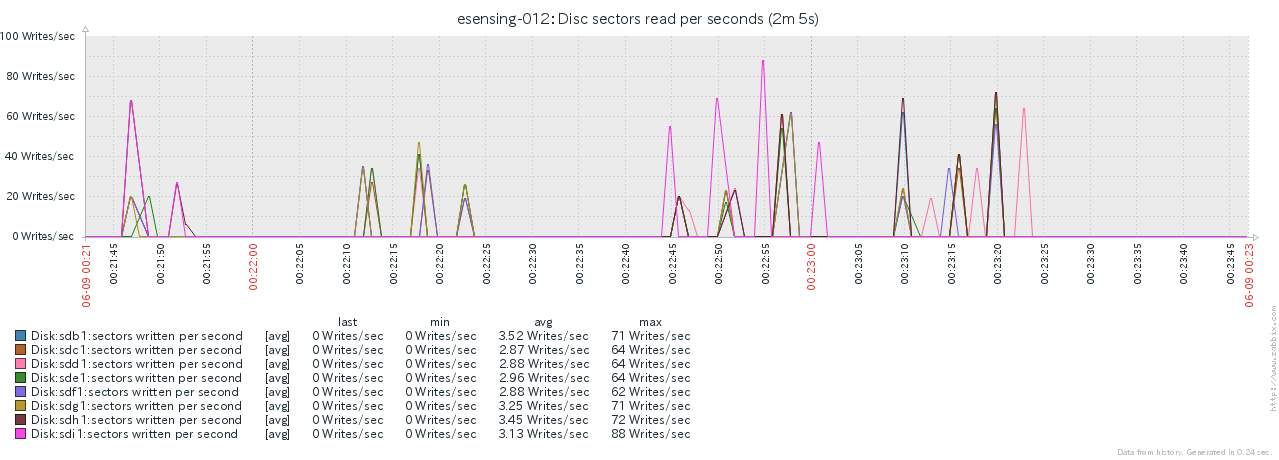 esensing-012: Disc sectors read per seconds (2m 5s)
100 Writes/sec
80 Writes/sec
60 Writes/sec
40 Writes/sec
20 Writes/sec
0 Writes/sec
06-09 00:21
00:21:45
00:21:50
00:21:55
00:22:00
00:22:05
00:22:10
00:22:15
00:22:20
00:22:25
00:22:30
00:22:35
00:22:40
00:22:45
00:22:50
00:22:55
00:23:00
00:23:05
00:23:10
00:23:15
00:23:20
00:23:25
00:23:30
00:23:35
00:23:40
00:23:45
06-09 00:23
last min avg max
Disk:sdb1:sectors written per second [avg] 0 Writes/sec 0 Writes/sec 3.52 Writes/sec 71 Writes/sec
Disk:sdc1:sectors written per second [avg] 0 Writes/sec 0 Writes/sec 2.87 Writes/sec 64 Writes/sec
Disk:sdd1:sectors written per second [avg] 0 Writes/sec 0 Writes/sec 2.88 Writes/sec 64 Writes/sec
Disk:sde1:sectors written per second [avg] 0 Writes/sec 0 Writes/sec 2.96 Writes/sec 64 Writes/sec
Disk:sdf1:sectors written per second [avg] 0 Writes/sec 0 Writes/sec 2.88 Writes/sec 62 Writes/sec
Disk:sdg1:sectors written per second [avg] 0 Writes/sec 0 Writes/sec 3.25 Writes/sec 71 Writes/sec
Disk:sdh1:sectors written per second [avg] 0 Writes/sec 0 Writes/sec 3.45 Writes/sec 72 Writes/sec
Disk:sdi1:sectors written per second [avg] 0 Writes/sec 0 Writes/sec 3.13 Writes/sec 88 Writes/sec
http://www.zabbix.com
Data from history. Generated in 0.24 sec.